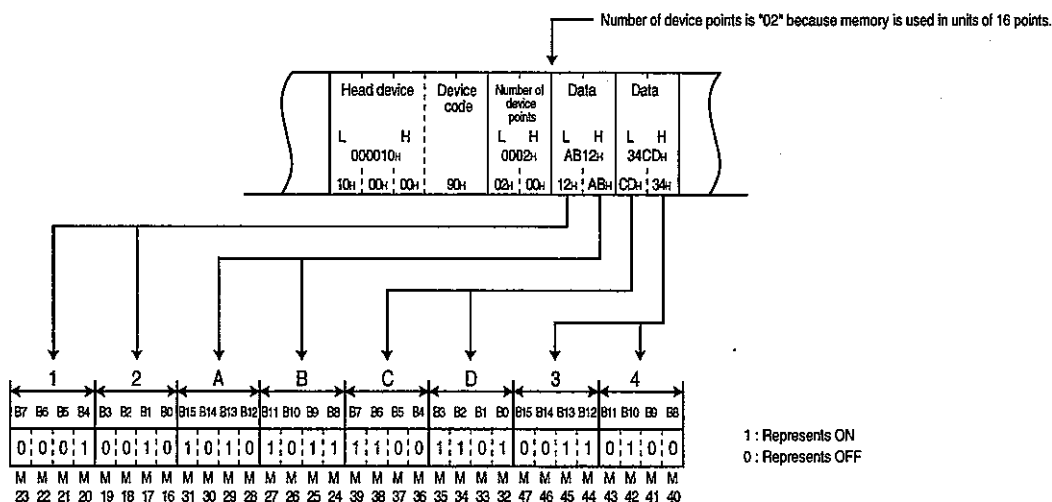 Number of device points is "02" because memory is used in units of 16 points.
Head device Device code Number of device points Data Data
L H L H L H L H
000010H 0002H AB12H 34CDH
10H 00H 00H 90H 02H 00H 12H ABH CDH 34H
1 2 A B C D 3 4
B7 B6 B5 B4 B3 B2 B1 B0 B15 B14 B13 B12 B11 B10 B9 B8 B7 B6 B5 B4 B3 B2 B1 B0 B15 B14 B13 B12 B11 B10 B9 B8
0 0 0 1 0 0 1 0 1 0 1 0 1 0 1 1 1 1 0 0 1 1 0 1 0 0 1 1 0 1 0 0
M M M M M M M M M M M M M M M M M M M M M M M M M M M M M M M M
23 22 21 20 19 18 17 16 31 30 29 28 27 26 25 24 39 38 37 36 35 34 33 32 47 46 45 44 43 42 41 40
1 : Represents ON
0 : Represents OFF